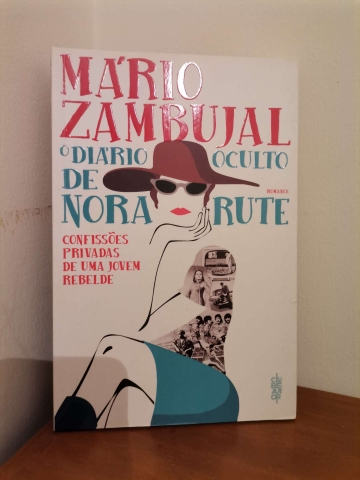 MÁRIO
ZAMBUJAL
O DIÁRIO OCULTO
DE
ROMANCE
NORA RUTE
CONFISSÕES
PRIVADAS
DE UMA JOVEM
REBELDE